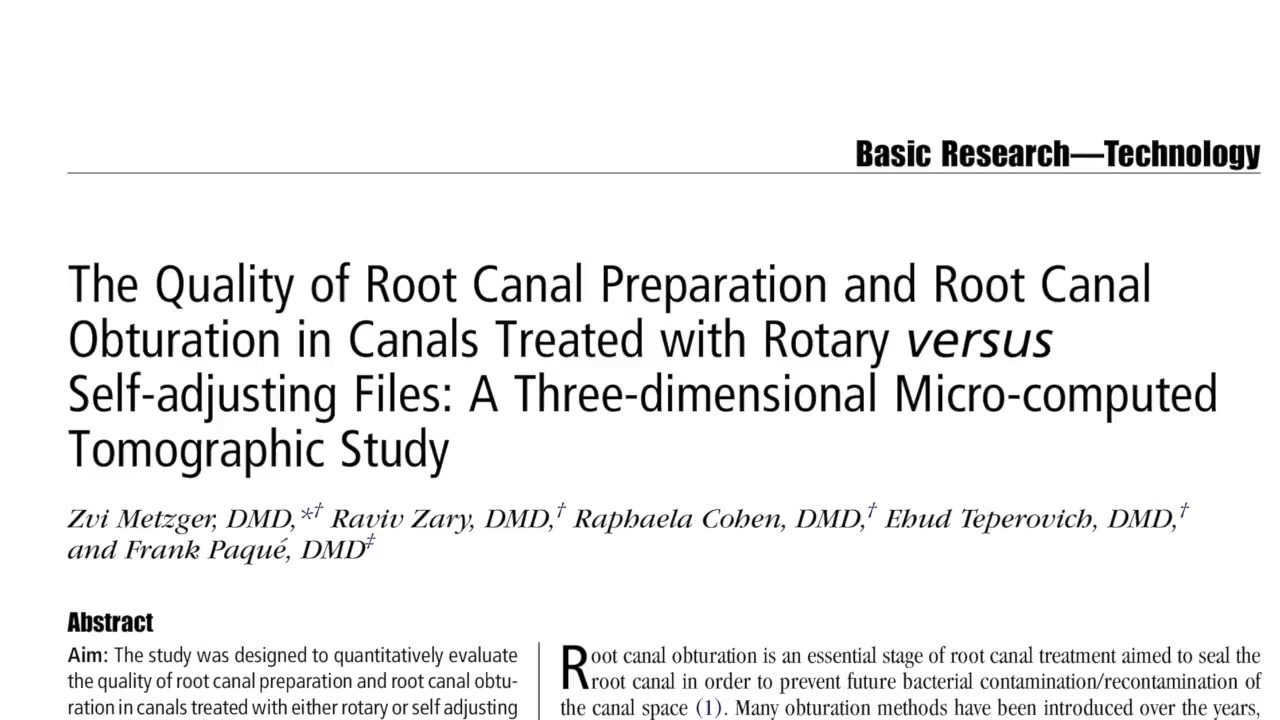 Basic Research—Technology
The Quality of Root Canal Preparation and Root Canal
Obturation in Canals Treated with Rotary versus
Self-adjusting Files: A Three-dimensional Micro-computed
Tomographic Study
Zvi Metzger, DMD,*† Raviv Zary, DMD,† Raphaela Cohen, DMD,† Ehud Teperovich, DMD,†
and Frank Paqué, DMD‡
Abstract
Aim: The study was designed to quantitatively evaluate
the quality of root canal preparation and root canal obtu-
ration in canals treated with either rotary or self adjusting
Root canal obturation is an essential stage of root canal treatment aimed to seal the
root canal in order to prevent future bacterial contamination/recontamination of
the canal space (1). Many obturation methods have been introduced over the years,